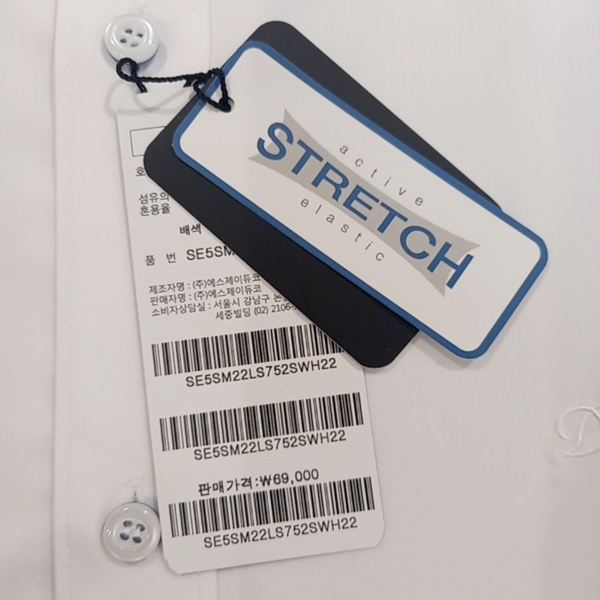 active
STRETCH
elastic
섬유의
혼용율
배색
품 번 SE5SM
제조자명 : (주)에스제이듀코
판매자명 : (주)에스제이듀코
소비자상담실 : 서울시 강남구
세중빌딩 (02) 2106-
SE5SM22LS752SWH22
SE5SM22LS752SWH22
판매가격:₩69,000
SE5SM22LS752SWH22